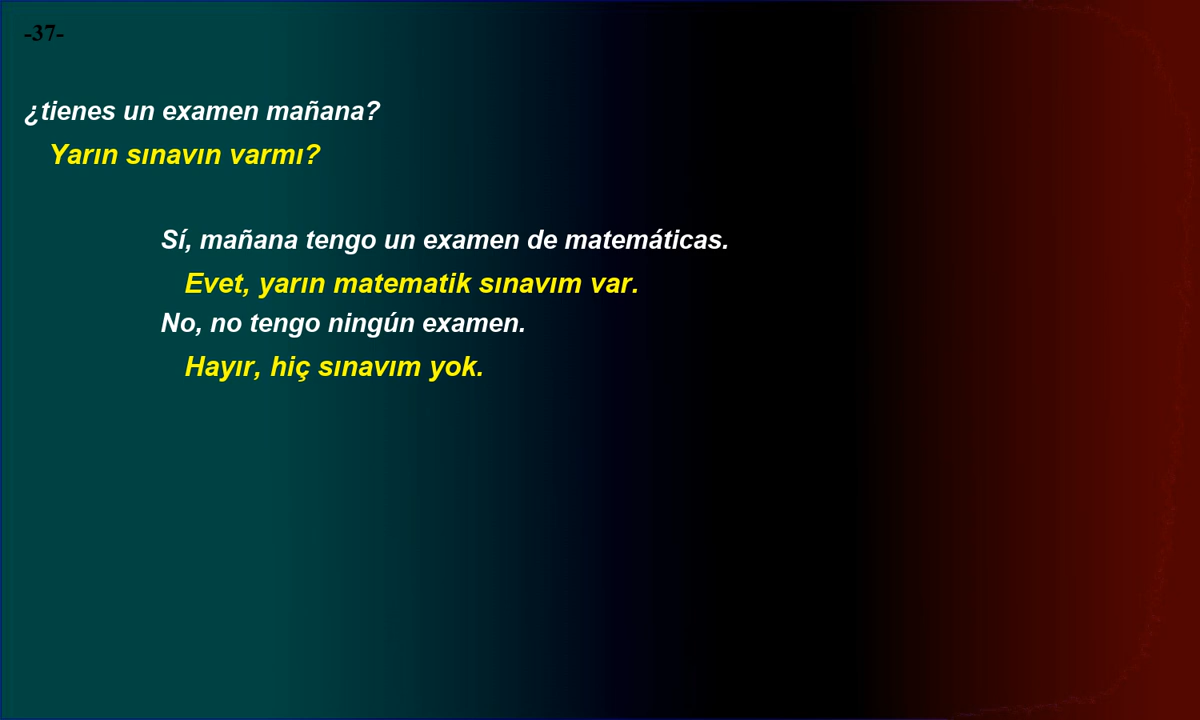 -37-
¿tienes un examen mañana?
Yarın sınavın varmı?
Sí, mañana tengo un examen de matemáticas.
Evet, yarın matematik sınavım var.
No, no tengo ningún examen.
Hayır, hiç sınavım yok.